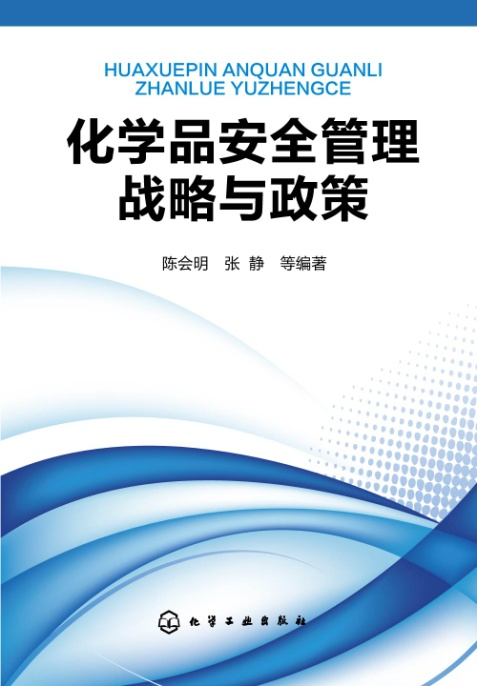 HUAXUEPIN ANQUAN GUANLI
ZHANLUE YUZHENGCE
化学品安全管理
战略与政策
陈会明 张 静 等编著
化学工业出版社